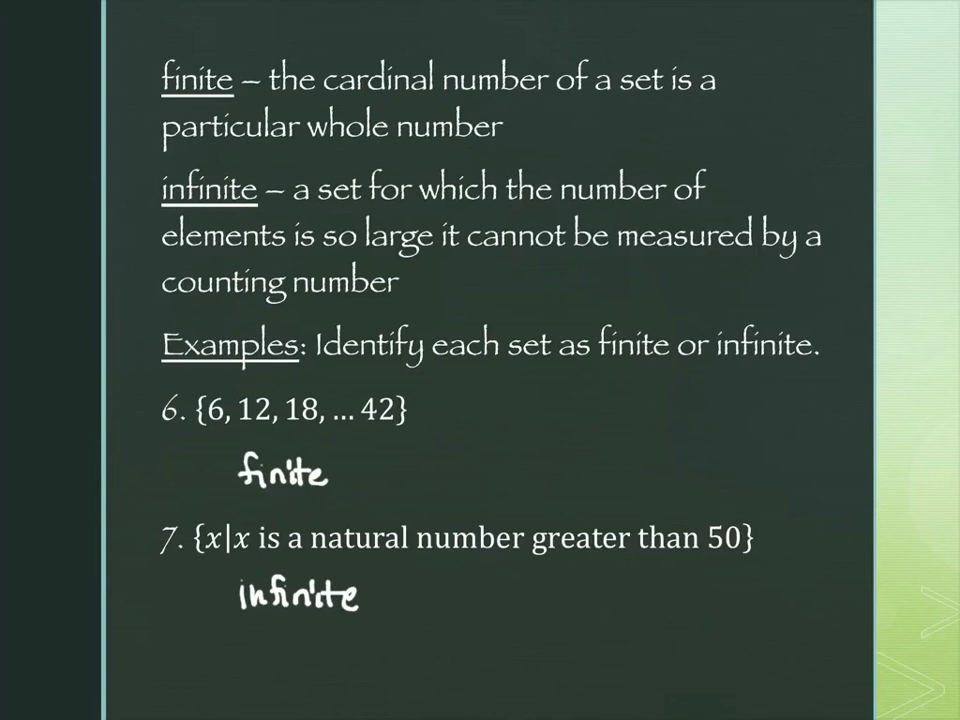 finite – the cardinal number of a set is a
particular whole number
infinite – a set for which the number of
elements is so large it cannot be measured by a
counting number
Examples: Identify each set as finite or infinite.
6. {6, 12, 18, … 42}
finite
7. {x|x is a natural number greater than 50}
infinite